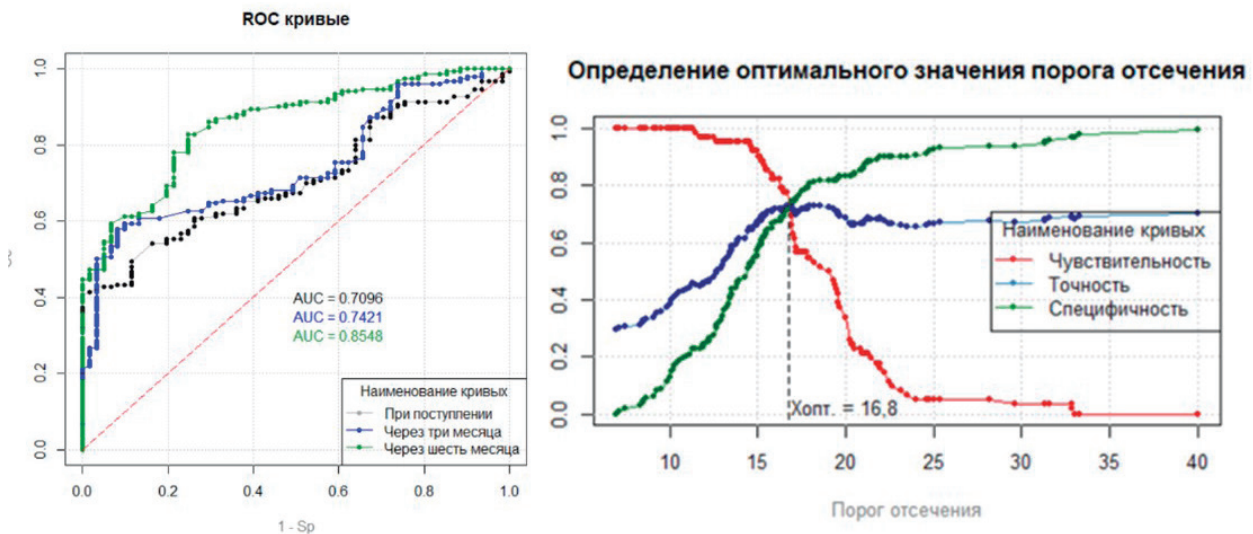 ROC кривые
1.0
0.8
0.6
0.4
0.2
0.0
AUC = 0.7096
AUC = 0.7421
AUC = 0.8548
Наименование кривых
При поступлении
Через три месяца
Через шесть месяца
0.0 0.2 0.4 0.6 0.8 1.0
1 - Sp
Определение оптимального значения порога отсечения
1.0
0.8
0.6
0.4
0.2
0.0
Наименование кривых
Чувствительность
Точность
Специфичность
Xопт. = 16,8
10 15 20 25 30 35 40
Порог отсечения